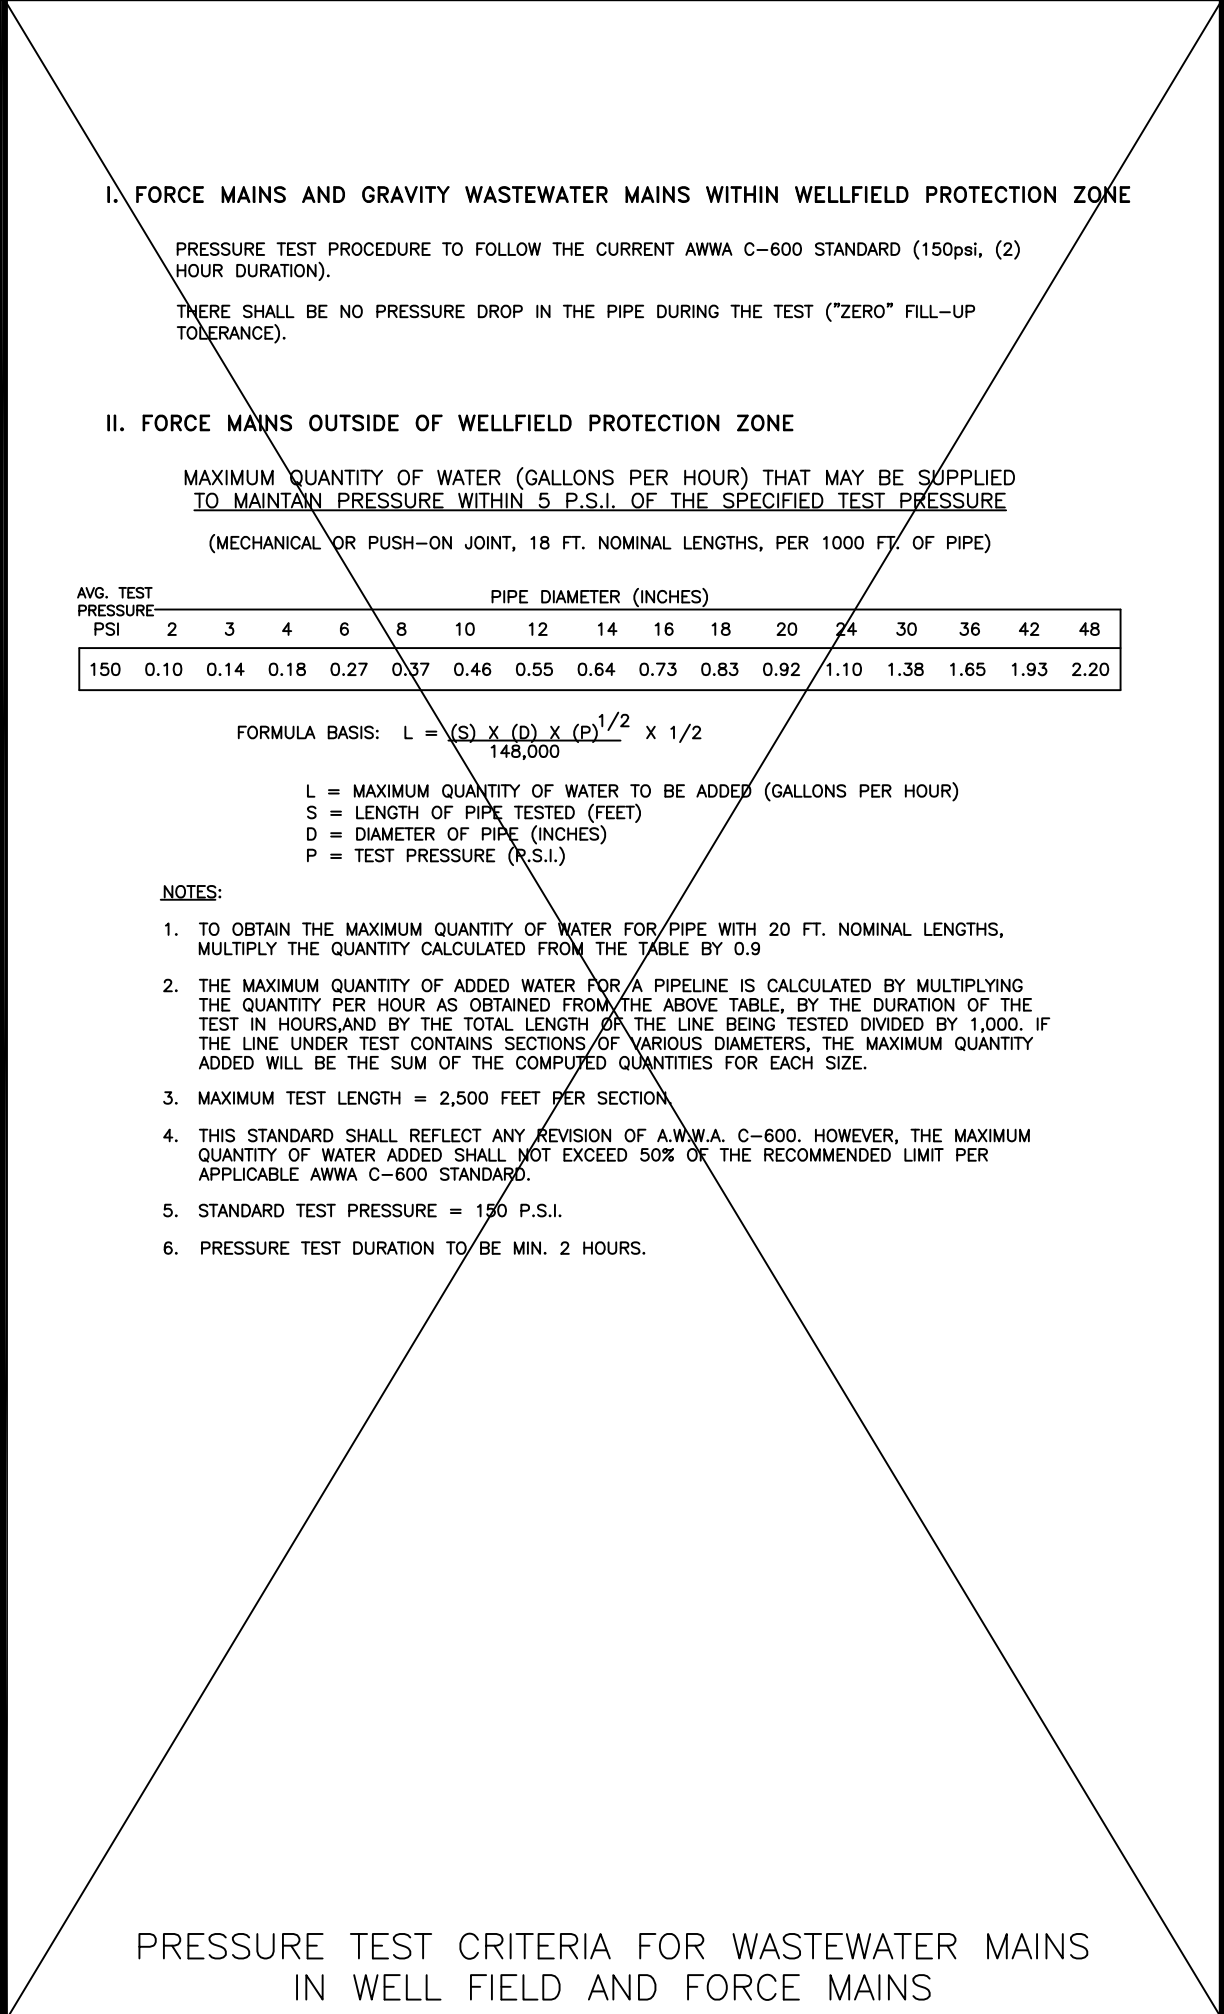 I. FORCE MAINS AND GRAVITY WASTEWATER MAINS WITHIN WELLFIELD PROTECTION ZONE
PRESSURE TEST PROCEDURE TO FOLLOW THE CURRENT AWWA C-600 STANDARD (150psi, (2)
HOUR DURATION).
THERE SHALL BE NO PRESSURE DROP IN THE PIPE DURING THE TEST ("ZERO" FILL-UP
TOLERANCE).
II. FORCE MAINS OUTSIDE OF WELLFIELD PROTECTION ZONE
MAXIMUM QUANTITY OF WATER (GALLONS PER HOUR) THAT MAY BE SUPPLIED
TO MAINTAIN PRESSURE WITHIN 5 P.S.I. OF THE SPECIFIED TEST PRESSURE
(MECHANICAL OR PUSH-ON JOINT, 18 FT. NOMINAL LENGTHS, PER 1000 FT. OF PIPE)
AVG. TEST
PRESSURE PIPE DIAMETER (INCHES)
PSI 2 3 4 6 8 10 12 14 16 18 20 24 30 36 42 48
150 0.10 0.14 0.18 0.27 0.37 0.46 0.55 0.64 0.73 0.83 0.92 1.10 1.38 1.65 1.93 2.20
FORMULA BASIS: L = (S) X (D) X (P)1/2 X 1/2
148,000
L = MAXIMUM QUANTITY OF WATER TO BE ADDED (GALLONS PER HOUR)
S = LENGTH OF PIPE TESTED (FEET)
D = DIAMETER OF PIPE (INCHES)
P = TEST PRESSURE (P.S.I.)
NOTES:
1. TO OBTAIN THE MAXIMUM QUANTITY OF WATER FOR PIPE WITH 20 FT. NOMINAL LENGTHS,
MULTIPLY THE QUANTITY CALCULATED FROM THE TABLE BY 0.9
2. THE MAXIMUM QUANTITY OF ADDED WATER FOR A PIPELINE IS CALCULATED BY MULTIPLYING
THE QUANTITY PER HOUR AS OBTAINED FROM THE ABOVE TABLE, BY THE DURATION OF THE
TEST IN HOURS,AND BY THE TOTAL LENGTH OF THE LINE BEING TESTED DIVIDED BY 1,000. IF
THE LINE UNDER TEST CONTAINS SECTIONS OF VARIOUS DIAMETERS, THE MAXIMUM QUANTITY
ADDED WILL BE THE SUM OF THE COMPUTED QUANTITIES FOR EACH SIZE.
3. MAXIMUM TEST LENGTH = 2,500 FEET PER SECTION.
4. THIS STANDARD SHALL REFLECT ANY REVISION OF A.W.W.A. C-600. HOWEVER, THE MAXIMUM
QUANTITY OF WATER ADDED SHALL NOT EXCEED 50% OF THE RECOMMENDED LIMIT PER
APPLICABLE AWWA C-600 STANDARD.
5. STANDARD TEST PRESSURE = 150 P.S.I.
6. PRESSURE TEST DURATION TO BE MIN. 2 HOURS.
PRESSURE TEST CRITERIA FOR WASTEWATER MAINS
IN WELL FIELD AND FORCE MAINS